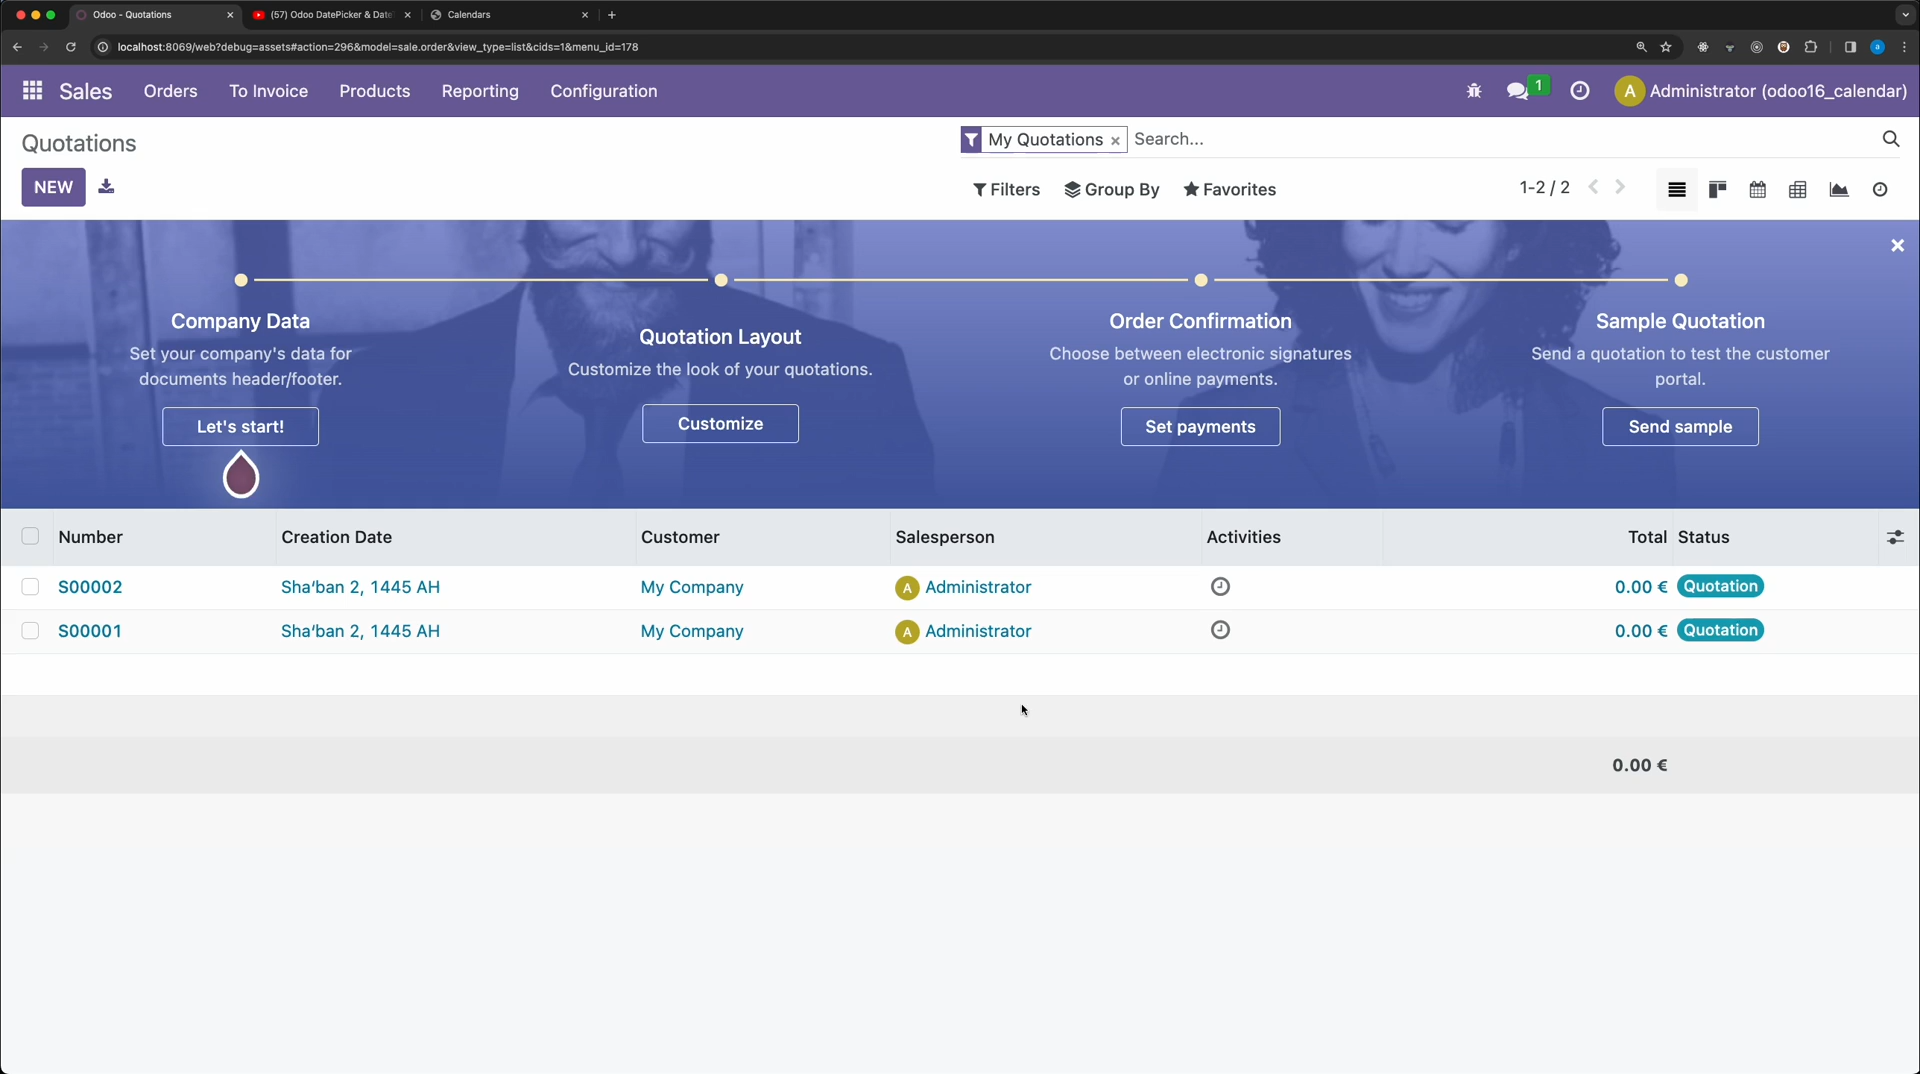 Odoo - Quotations
(57) Odoo DatePicker & Date
Calendars
localhost:8069/web?debug=assets#action=296&model=sale.order&view_type=list&cids=1&menu_id=178
a
Sales
Orders
To Invoice
Products
Reporting
Configuration
1
A
Administrator (odoo16_calendar)
Quotations
My Quotations
Search...
NEW
Filters
Group By
Favorites
1-2 / 2
Company Data
Set your company's data for
documents header/footer.
Let's start!
Quotation Layout
Customize the look of your quotations.
Customize
Order Confirmation
Choose between electronic signatures
or online payments.
Set payments
Sample Quotation
Send a quotation to test the customer
portal.
Send sample
Number Creation Date Customer Salesperson Activities Total Status
S00002 Shaʻban 2, 1445 AH My Company A Administrator 0.00 € Quotation
S00001 Shaʻban 2, 1445 AH My Company A Administrator 0.00 € Quotation
0.00 €